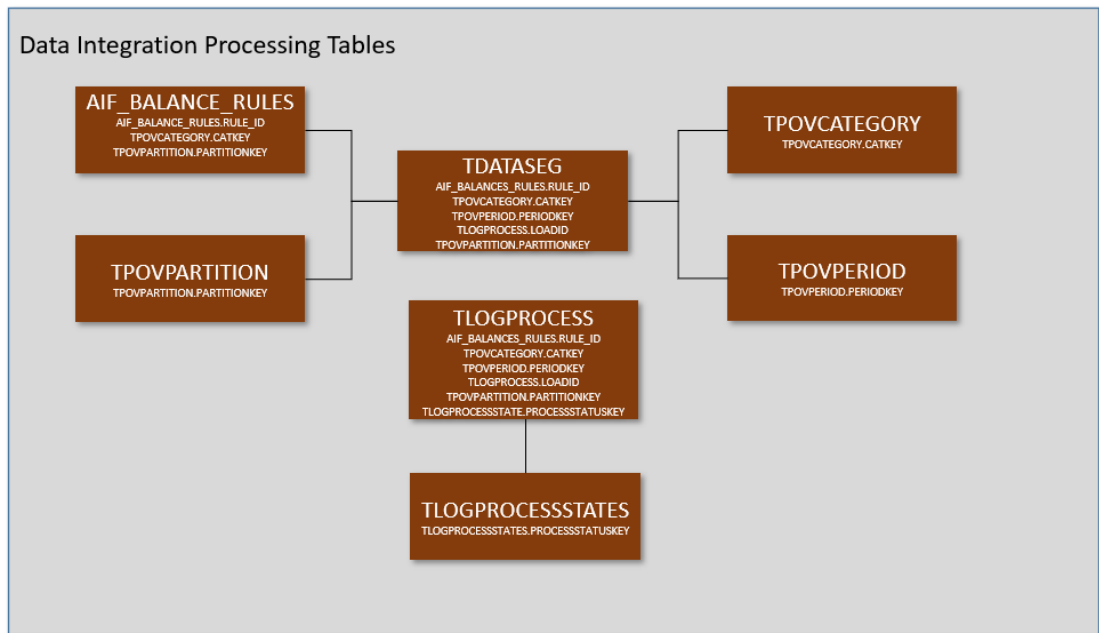 Data Integration Processing Tables
AIF_BALANCE_RULES
AIF_BALANCE_RULES.RULE_ID
TPOVCATEGORY.CATKEY
TPOVPARTITION.PARTITIONKEY
TPOVPARTITION
TPOVPARTITION.PARTITIONKEY
TDATASEG
AIF_BALANCES_RULES.RULE_ID
TPOVCATEGORY.CATKEY
TPOVPERIOD.PERIODKEY
TLOGPROCESS.LOADID
TPOVPARTITION.PARTITIONKEY
TPOVCATEGORY
TPOVCATEGORY.CATKEY
TPOVPERIOD
TPOVPERIOD.PERIODKEY
TLOGPROCESS
AIF_BALANCES_RULES.RULE_ID
TPOVCATEGORY.CATKEY
TPOVPERIOD.PERIODKEY
TLOGPROCESS.LOADID
TPOVPARTITION.PARTITIONKEY
TLOGPROCESSSTATE.PROCESSSTATUSKEY
TLOGPROCESSSTATES
TLOGPROCESSSTATES.PROCESSSTATUSKEY